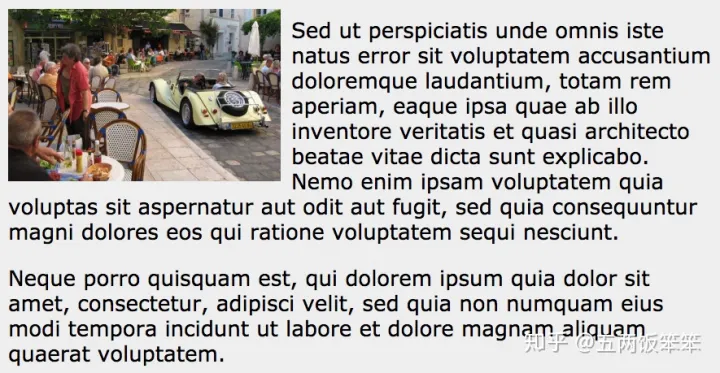 Sed ut perspiciatis unde omnis iste
natus error sit voluptatem accusantium
doloremque laudantium, totam rem
aperiam, eaque ipsa quae ab illo
inventore veritatis et quasi architecto
beatae vitae dicta sunt explicabo.
Nemo enim ipsam voluptatem quia
voluptas sit aspernatur aut odit aut fugit, sed quia consequuntur
magni dolores eos qui ratione voluptatem sequi nesciunt.
Neque porro quisquam est, qui dolorem ipsum quia dolor sit
amet, consectetur, adipisci velit, sed quia non numquam eius
modi tempora incidunt ut labore et dolore magnam aliquam
quaerat voluptatem.
知乎 @五两饭笨笨